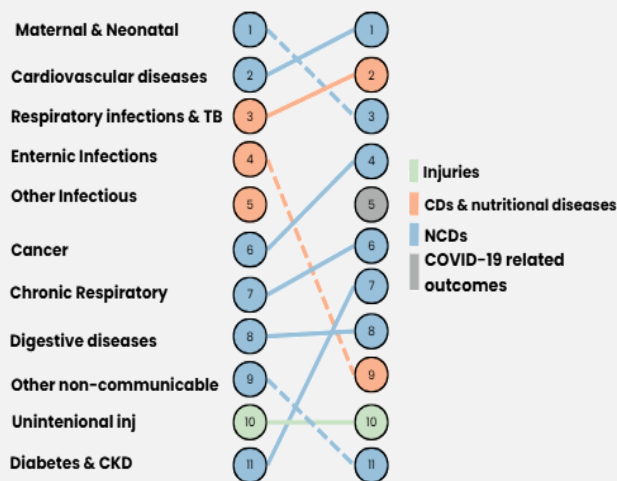 Maternal & Neonatal 1 1
Cardiovascular diseases 2 2
Respiratory infections & TB 3 3
Enternic Infections 4 4
Other Infectious 5 5
Cancer 6 6
Chronic Respiratory 7 7
Digestive diseases 8 8
Other non-communicable 9 9
Unintenional inj 10 10
Diabetes & CKD 11 11
Injuries
CDs & nutritional diseases
NCDs
COVID-19 related
outcomes